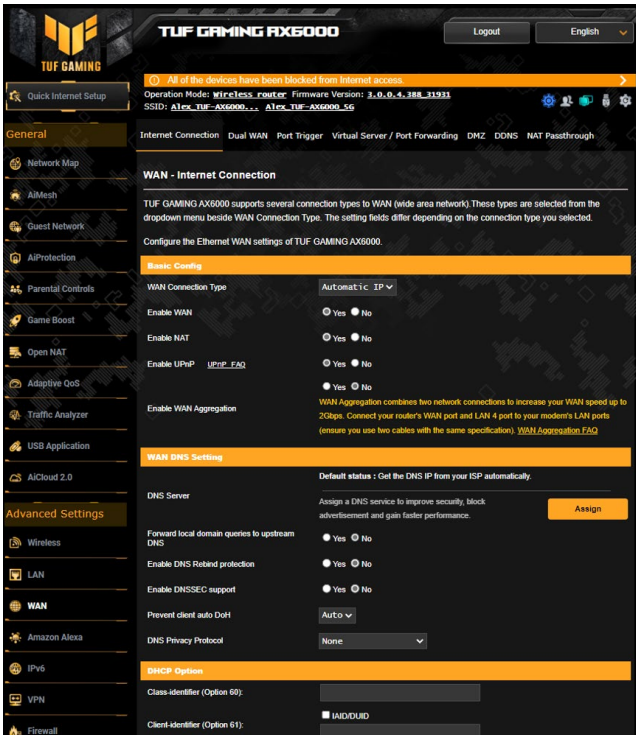 TUF GAMING
TUF GAMING AX6000
Logout
English
All of the devices have been blocked from Internet access.
Quick Internet Setup
Operation Mode: Wireless router Firmware Version: 3.0.0.4.388_31931
SSID: Alex_TUF-AX6000... Alex_TUF-AX6000_5G
General
Network Map
AiMesh
Guest Network
AiProtection
Parental Controls
Game Boost
Open NAT
Adaptive QoS
Traffic Analyzer
USB Application
AiCloud 2.0
Advanced Settings
Wireless
LAN
WAN
Amazon Alexa
IPv6
VPN
Firewall
Internet Connection Dual WAN Port Trigger Virtual Server / Port Forwarding DMZ DDNS NAT Passthrough
WAN - Internet Connection
TUF GAMING AX6000 supports several connection types to WAN (wide area network).These types are selected from the
dropdown menu beside WAN Connection Type. The setting fields differ depending on the connection type you selected.
Configure the Ethernet WAN settings of TUF GAMING AX6000.
Basic Config
WAN Connection Type Automatic IP
Enable WAN Yes No
Enable NAT Yes No
Enable UPnP UPnP FAQ Yes No
Yes No
Enable WAN Aggregation
WAN Aggregation combines two network connections to increase your WAN speed up to
2Gbps. Connect your router's WAN port and LAN 4 port to your modem's LAN ports
(ensure you use two cables with the same specification). WAN Aggregation FAQ
WAN DNS Setting
Default status : Get the DNS IP from your ISP automatically.
DNS Server
Assign a DNS service to improve security, block
advertisement and gain faster performance.
Assign
Forward local domain queries to upstream
DNS
Yes No
Enable DNS Rebind protection Yes No
Enable DNSSEC support Yes No
Prevent client auto DoH Auto
DNS Privacy Protocol None
DHCP Option
Class-identifier (Option 60):
IAID/DUID
Client-identifier (Option 61):